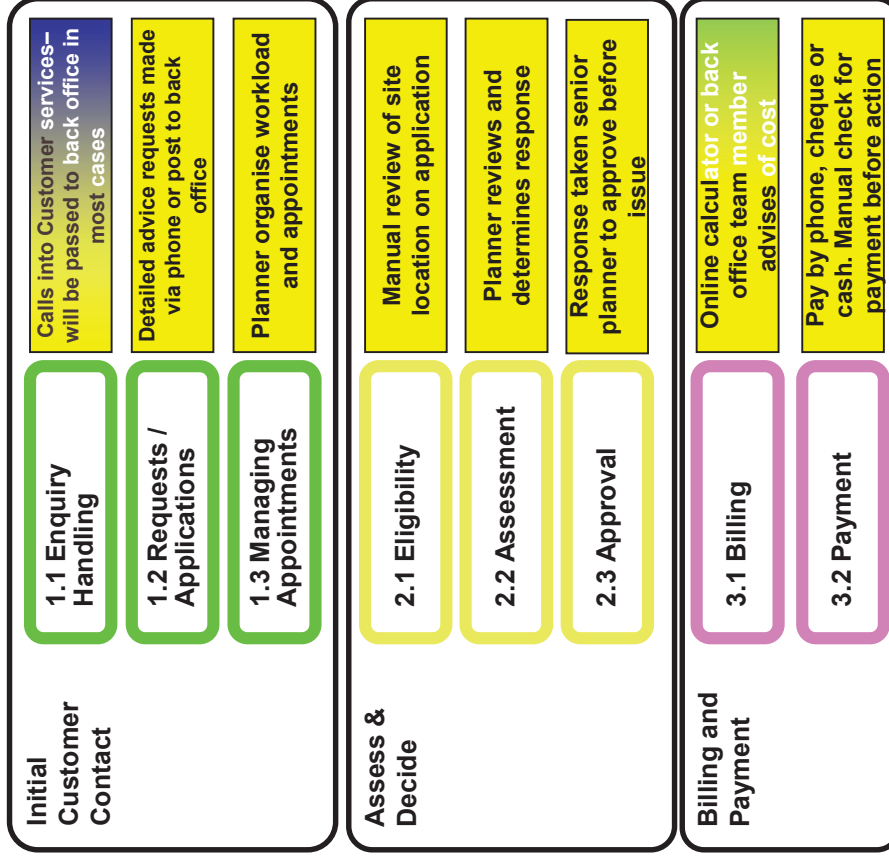 Initial
Customer
Contact
1.1 Enquiry
Handling
Calls into Customer services–
will be passed to back office in
most cases
1.2 Requests /
Applications
Detailed advice requests made
via phone or post to back
office
1.3 Managing
Appointments
Planner organise workload
and appointments
Assess &
Decide
2.1 Eligibility
Manual review of site
location on application
2.2 Assessment
Planner reviews and
determines response
2.3 Approval
Response taken senior
planner to approve before
issue
Billing and
Payment
3.1 Billing
Online calculator or back
office team member
advises of cost
3.2 Payment
Pay by phone, cheque or
cash. Manual check for
payment before action